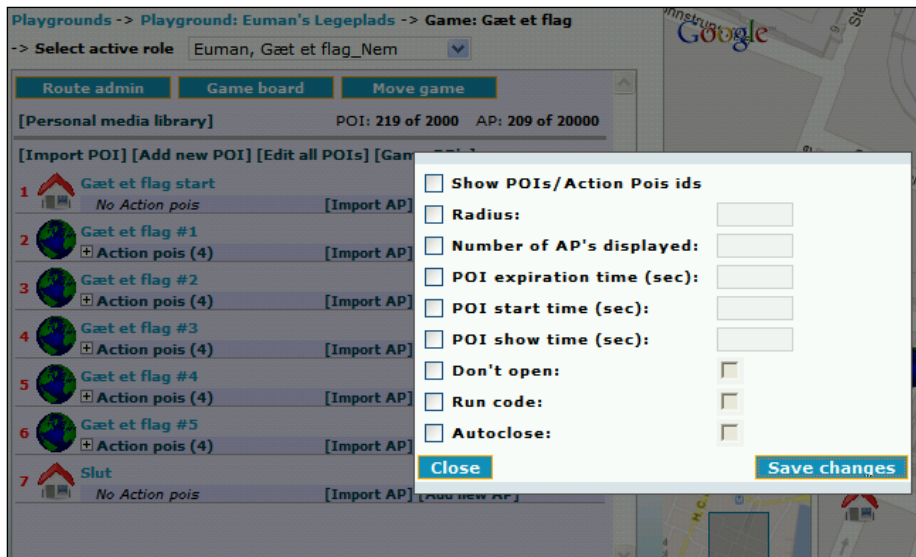 Playgrounds -> Playground: Euman's Legeplads -> Game: Gæt et flag
-> Select active role Euman, Gæt et flag_Nem
Route admin Game board Move game
[Personal media library] POI: 219 of 2000 AP: 209 of 20000
[Import POI] [Add new POI] [Edit all POIs]
1 Gæt et flag start
No Action pois [Import AP]
2 Gæt et flag #1
Action pois (4) [Import AP]
3 Gæt et flag #2
Action pois (4) [Import AP]
4 Gæt et flag #3
Action pois (4) [Import AP]
5 Gæt et flag #4
Action pois (4) [Import AP]
6 Gæt et flag #5
Action pois (4) [Import AP]
7 Slut
No Action pois [Import AP] [Add new AP]
Show POIs/Action Pois ids
Radius:
Number of AP's displayed:
POI expiration time (sec):
POI start time (sec):
POI show time (sec):
Don't open:
Run code:
Autoclose:
Close Save changes
Google